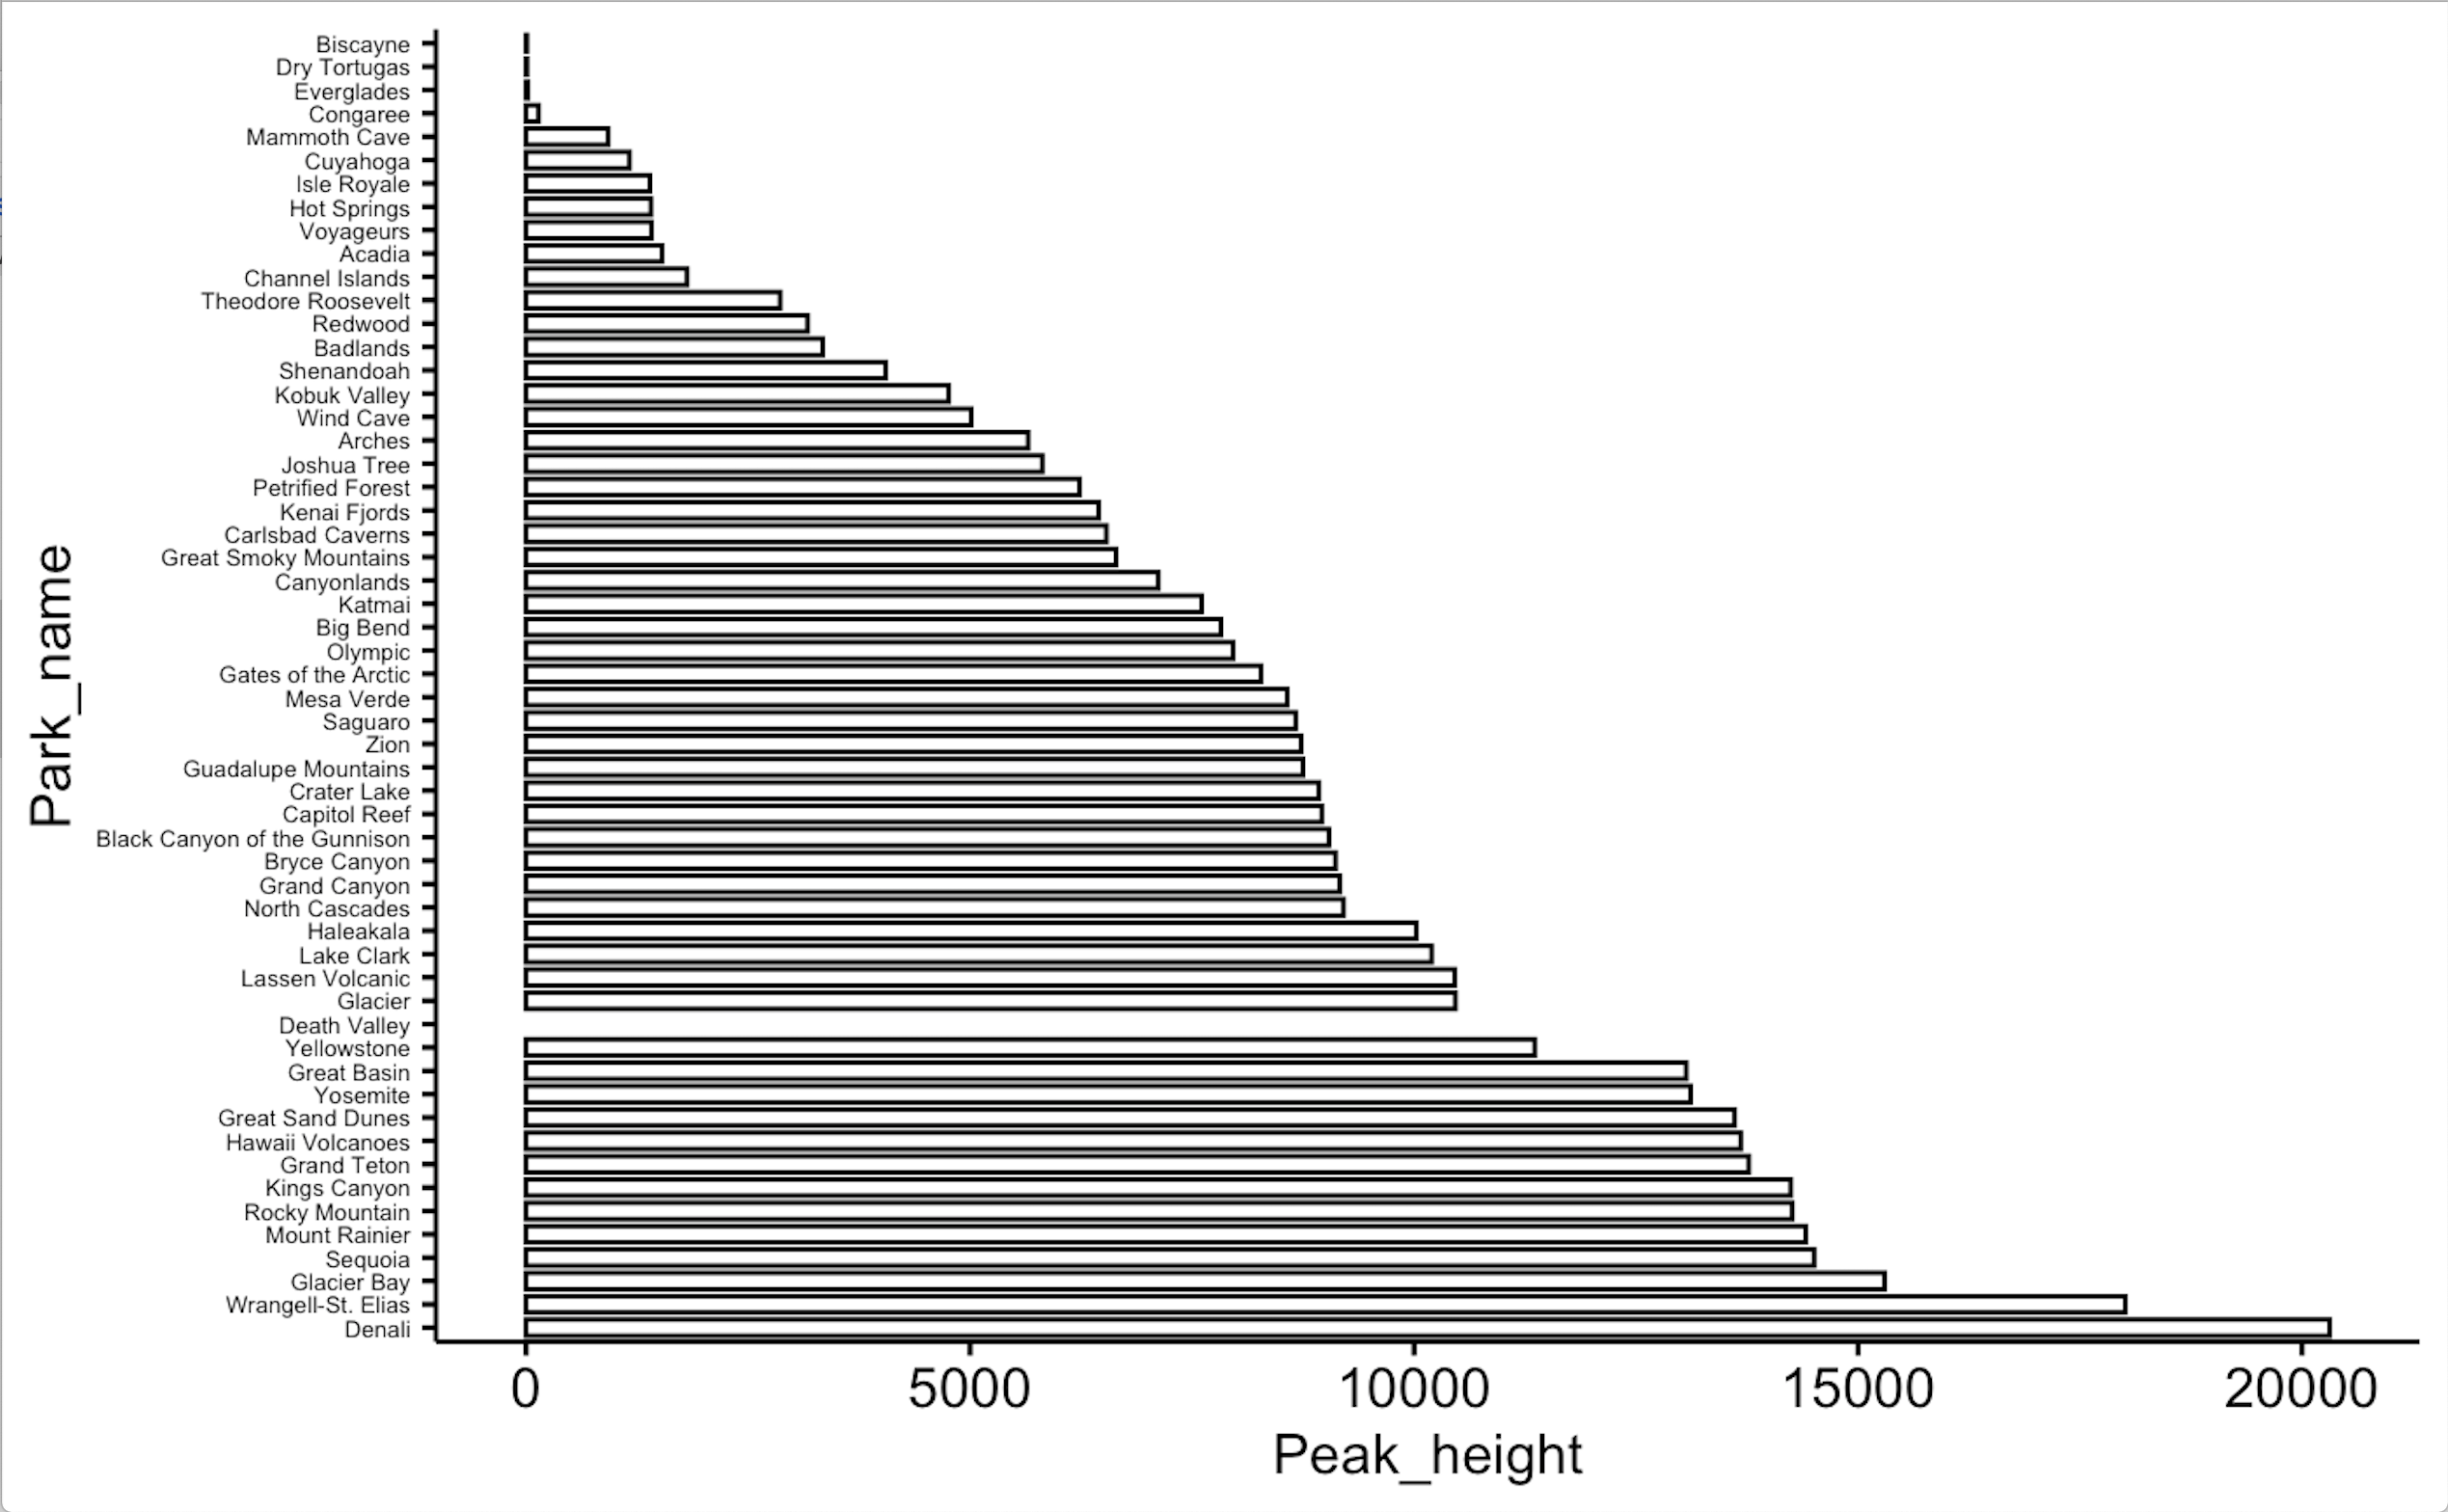 Biscayne
Dry Tortugas
Everglades
Congaree
Mammoth Cave
Cuyahoga
Isle Royale
Hot Springs
Voyageurs
Acadia
Channel Islands
Theodore Roosevelt
Redwood
Badlands
Shenandoah
Kobuk Valley
Wind Cave
Arches
Joshua Tree
Petrified Forest
Kenai Fjords
Carlsbad Caverns
Great Smoky Mountains
Canyonlands
Katmai
Big Bend
Olympic
Gates of the Arctic
Mesa Verde
Saguaro
Zion
Guadalupe Mountains
Crater Lake
Capitol Reef
Black Canyon of the Gunnison
Bryce Canyon
Grand Canyon
North Cascades
Haleakala
Lake Clark
Lassen Volcanic
Glacier
Death Valley
Yellowstone
Great Basin
Yosemite
Great Sand Dunes
Hawaii Volcanoes
Grand Teton
Kings Canyon
Rocky Mountain
Mount Rainier
Sequoia
Glacier Bay
Wrangell-St. Elias
Denali
Park_name
0 5000 10000 15000 20000
Peak_height